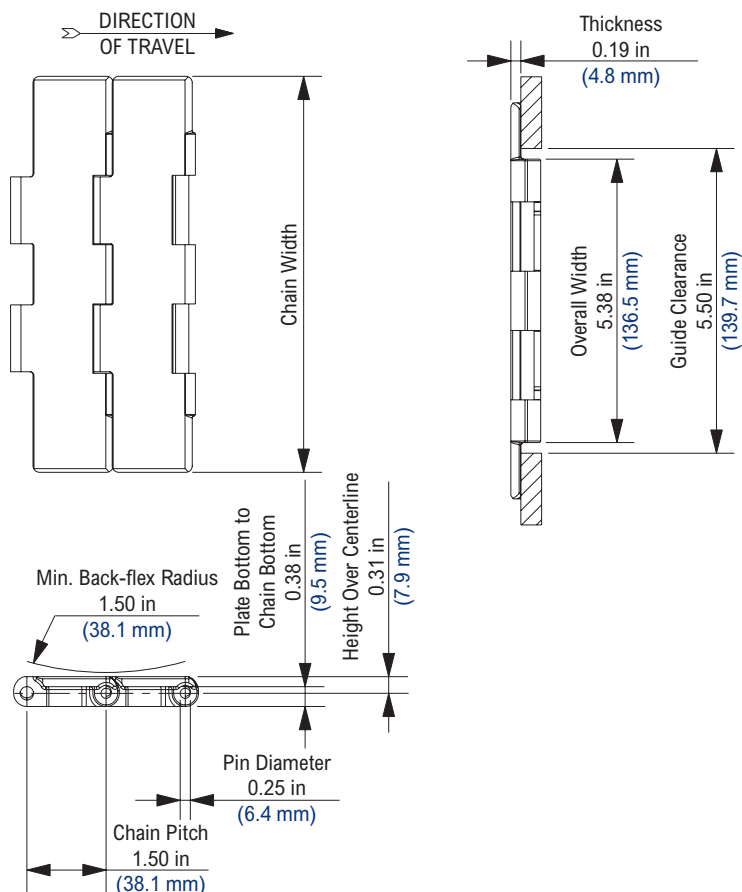 DIRECTION
OF TRAVEL
Thickness
0.19 in
(4.8 mm)
Chain Width
Overall Width
5.38 in
(136.5 mm)
Guide Clearance
5.50 in
(139.7 mm)
Plate Bottom to
Chain Bottom
0.38 in
(9.5 mm)
Height Over Centerline
0.31 in
(7.9 mm)
Min. Back-flex Radius
1.50 in
(38.1 mm)
Pin Diameter
0.25 in
(6.4 mm)
Chain Pitch
1.50 in
(38.1 mm)